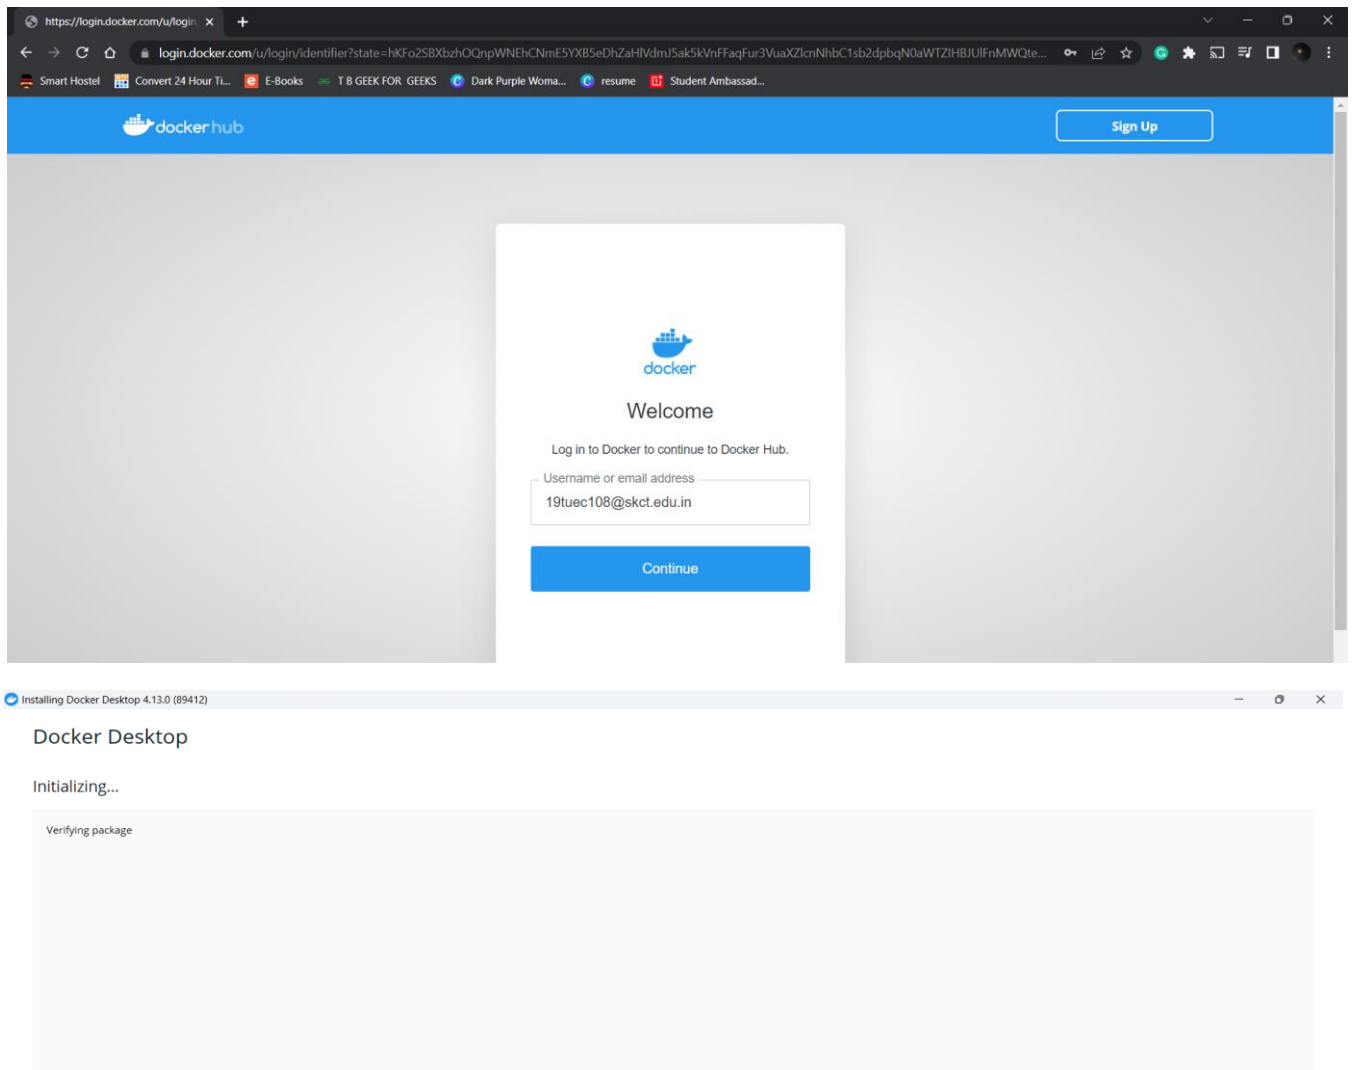 https://login.docker.com/u/login
login.docker.com/u/login/identifier?state=
Smart Hostel Convert 24 Hour Ti... E-Books T B GEEK FOR GEEKS Dark Purple Woma... resume Student Ambassad...
docker hub Sign Up
docker
Welcome
Log in to Docker to continue to Docker Hub.
Username or email address
19tuec108@skct.edu.in
Continue
Installing Docker Desktop 4.13.0 (89412)
Docker Desktop
Initializing...
Verifying package